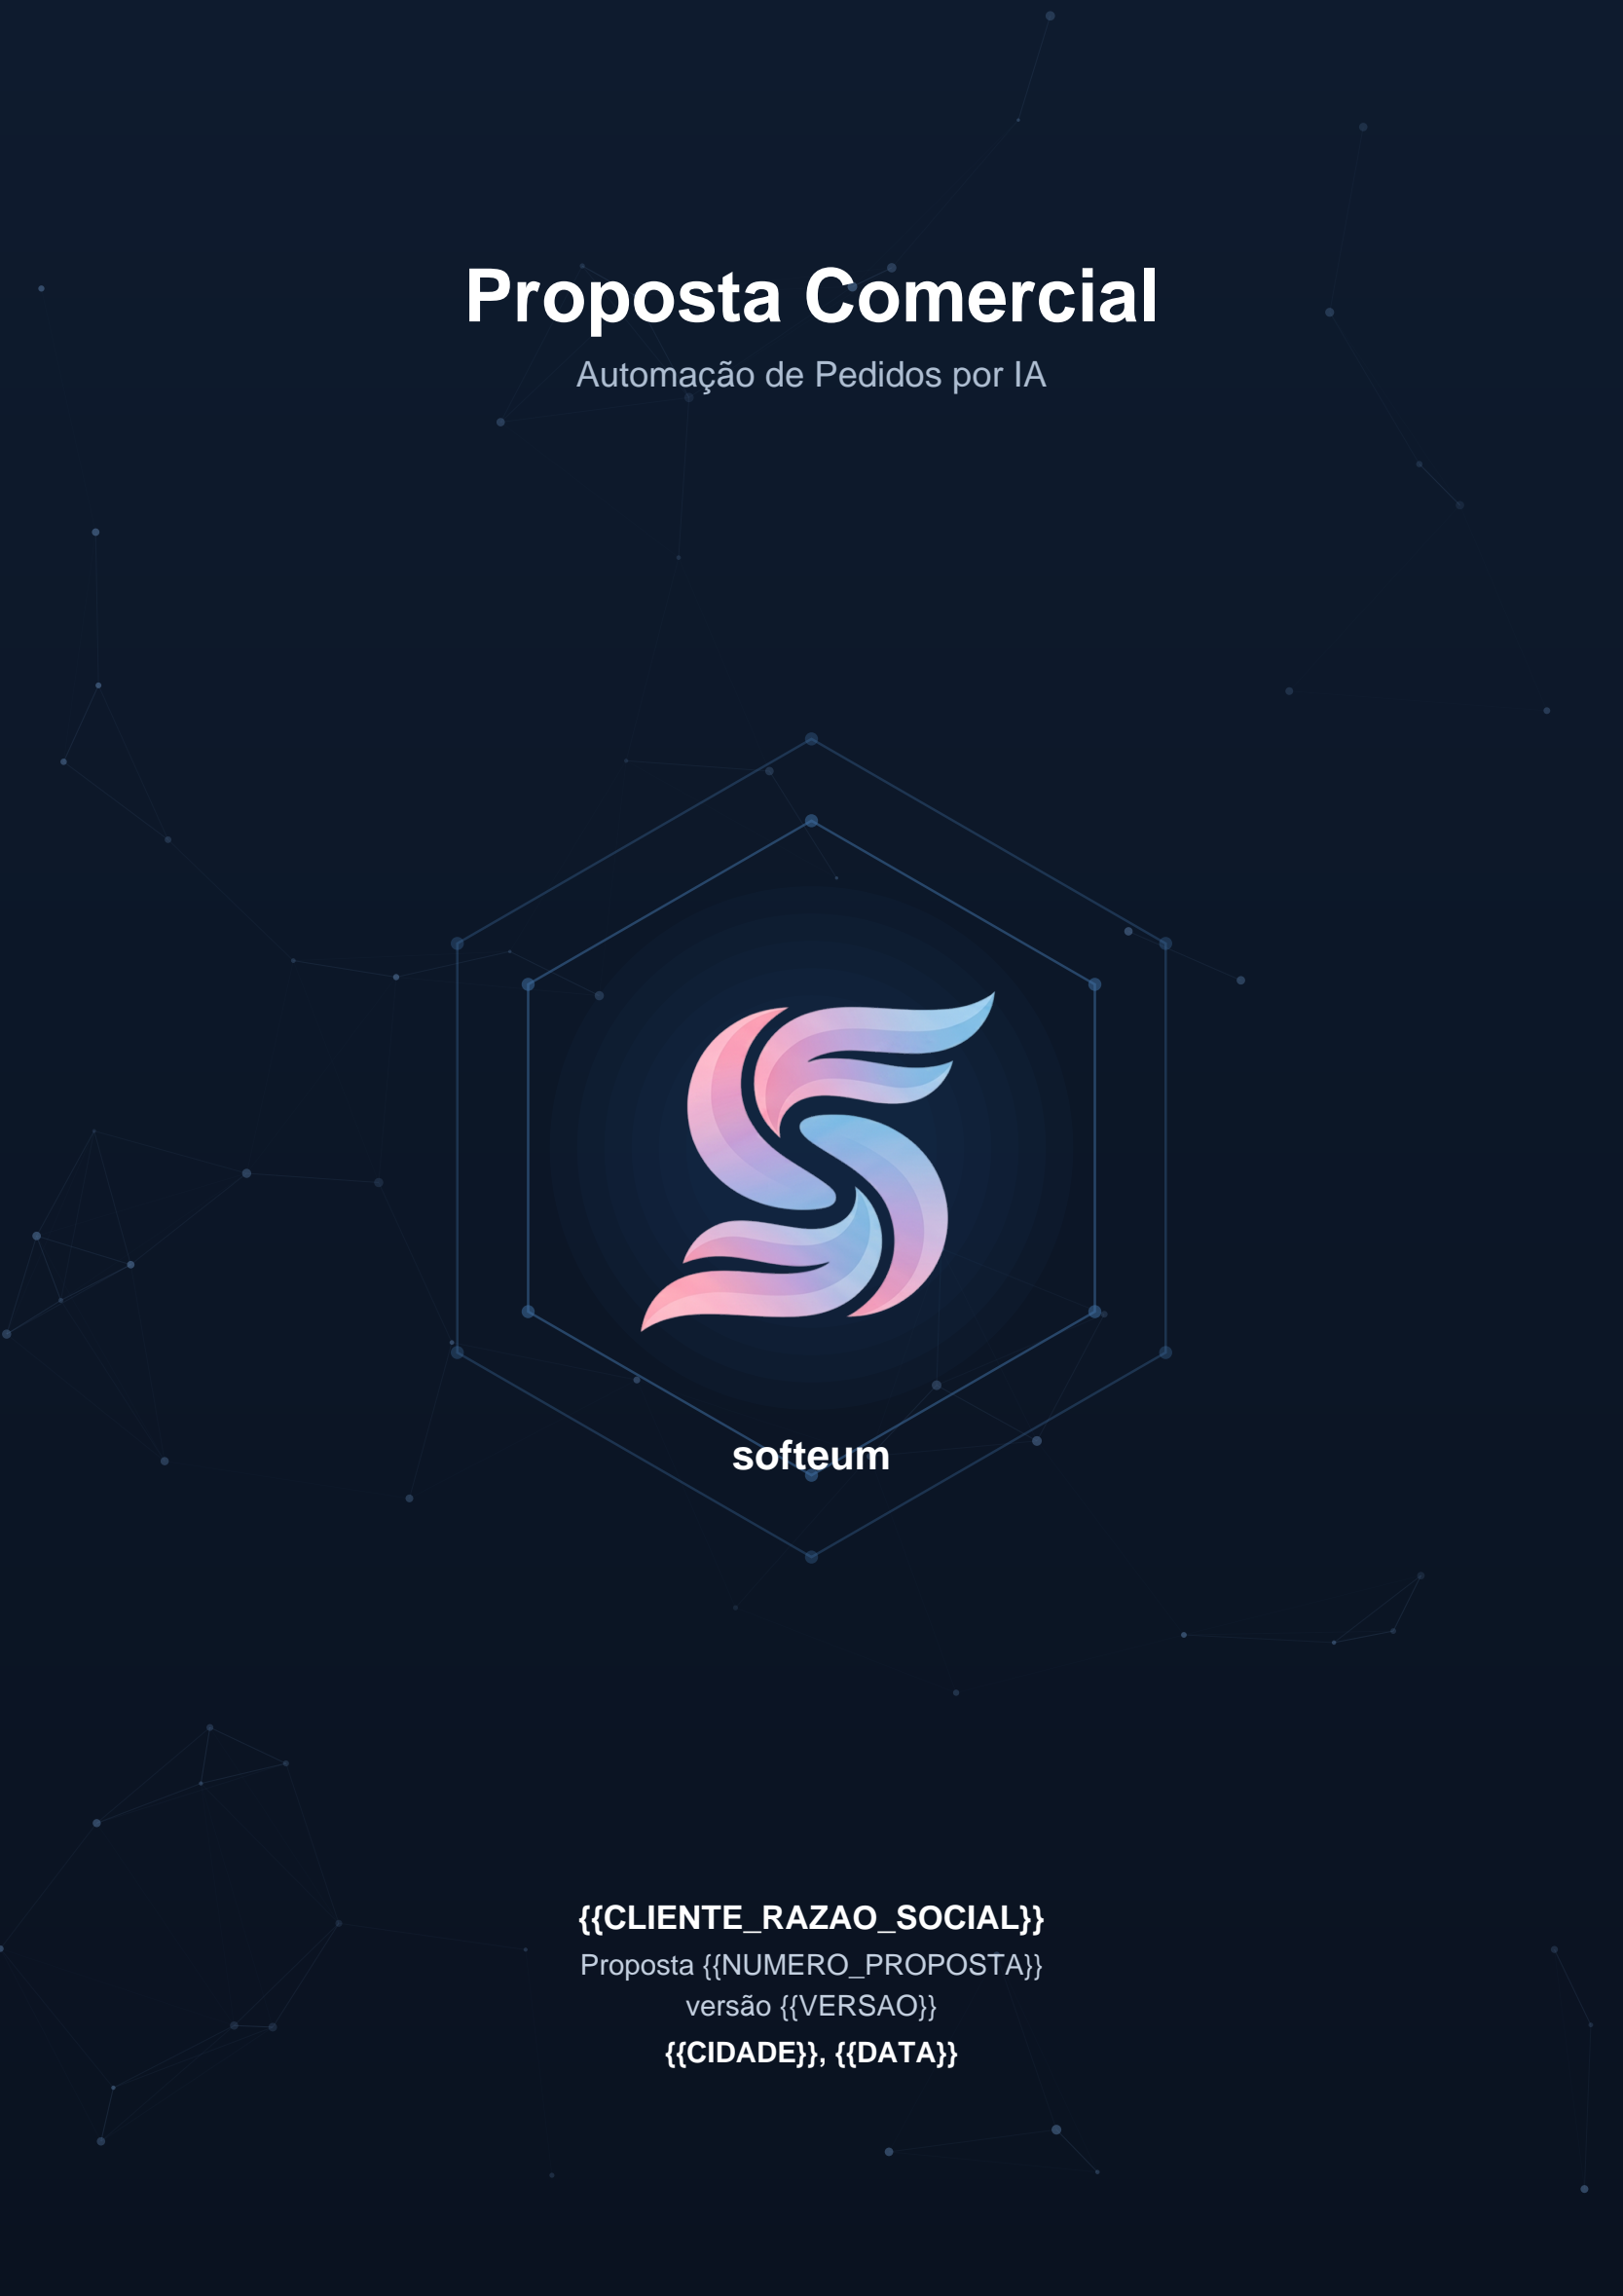 Proposta Comercial
Automação de Pedidos por IA
softeum
{{CLIENTE_RAZAO_SOCIAL}}
Proposta {{NUMERO_PROPOSTA}}
versão {{VERSAO}}
{{CIDADE}}, {{DATA}}